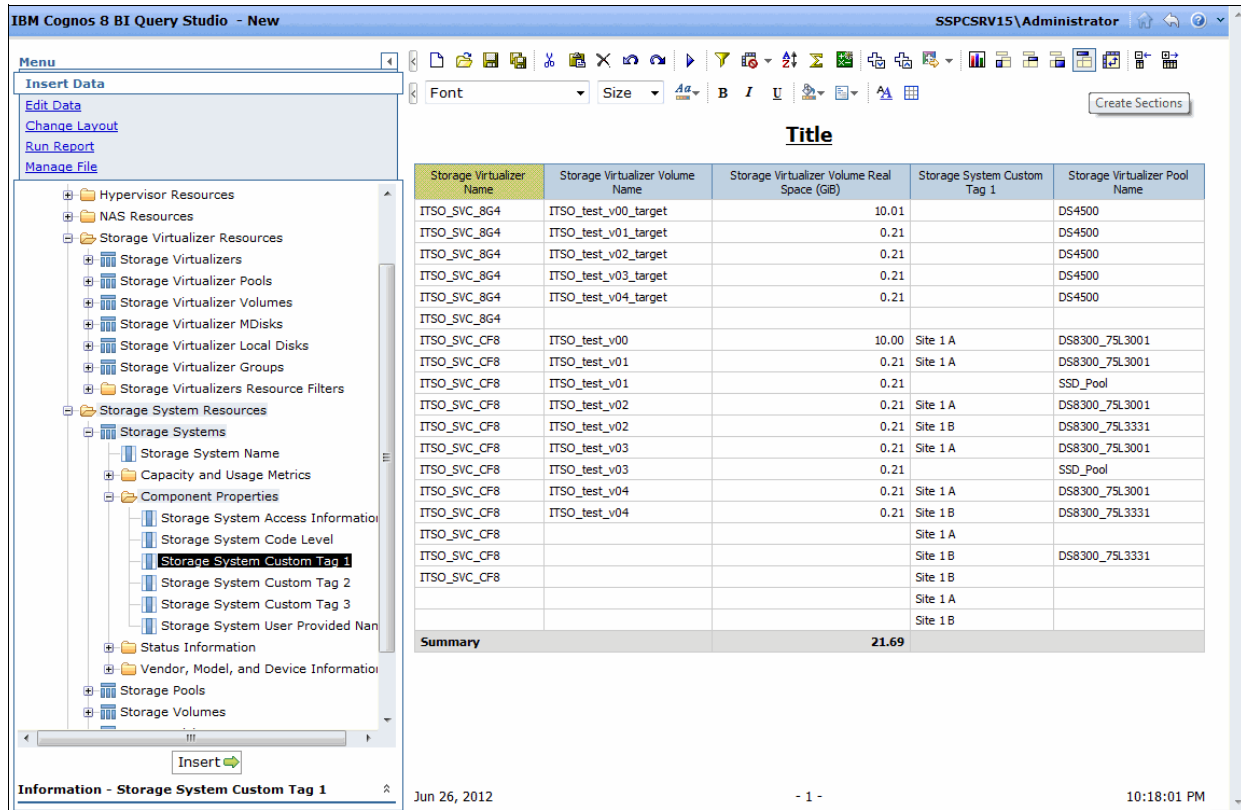 IBM Cognos 8 BI Query Studio - New
SSPCSRV15\Administrator
Menu
Insert Data
Edit Data
Change Layout
Run Report
Manage File
Font
Size
B I U
Create Sections
Hypervisor Resources
NAS Resources
Storage Virtualizer Resources
Storage Virtualizers
Storage Virtualizer Pools
Storage Virtualizer Volumes
Storage Virtualizer MDisks
Storage Virtualizer Local Disks
Storage Virtualizer Groups
Storage Virtualizers Resource Filters
Storage System Resources
Storage Systems
Storage System Name
Capacity and Usage Metrics
Component Properties
Storage System Access Information
Storage System Code Level
Storage System Custom Tag 1
Storage System Custom Tag 2
Storage System Custom Tag 3
Storage System User Provided Nan
Status Information
Vendor, Model, and Device Information
Storage Pools
Storage Volumes
Insert
Information - Storage System Custom Tag 1
Title
Storage Virtualizer Name | Storage Virtualizer Volume Name | Storage Virtualizer Volume Real Space (GiB) | Storage System Custom Tag 1 | Storage Virtualizer Pool Name
ITSO_SVC_8G4 ITSO_test_v00_target 10.01 DS4500
ITSO_SVC_8G4 ITSO_test_v01_target 0.21 DS4500
ITSO_SVC_8G4 ITSO_test_v02_target 0.21 DS4500
ITSO_SVC_8G4 ITSO_test_v03_target 0.21 DS4500
ITSO_SVC_8G4 ITSO_test_v04_target 0.21 DS4500
ITSO_SVC_8G4
ITSO_SVC_CF8 ITSO_test_v00 10.00 Site 1 A DS8300_75L3001
ITSO_SVC_CF8 ITSO_test_v01 0.21 Site 1 A DS8300_75L3001
ITSO_SVC_CF8 ITSO_test_v01 0.21 SSD_Pool
ITSO_SVC_CF8 ITSO_test_v02 0.21 Site 1 A DS8300_75L3001
ITSO_SVC_CF8 ITSO_test_v02 0.21 Site 1 B DS8300_75L3331
ITSO_SVC_CF8 ITSO_test_v03 0.21 Site 1 A DS8300_75L3001
ITSO_SVC_CF8 ITSO_test_v03 0.21 SSD_Pool
ITSO_SVC_CF8 ITSO_test_v04 0.21 Site 1 A DS8300_75L3001
ITSO_SVC_CF8 ITSO_test_v04 0.21 Site 1 B DS8300_75L3331
ITSO_SVC_CF8 Site 1 A
ITSO_SVC_CF8 Site 1 B DS8300_75L3331
ITSO_SVC_CF8 Site 1 B
Site 1 A
Site 1 B
Summary 21.69
Jun 26, 2012
- 1 -
10:18:01 PM